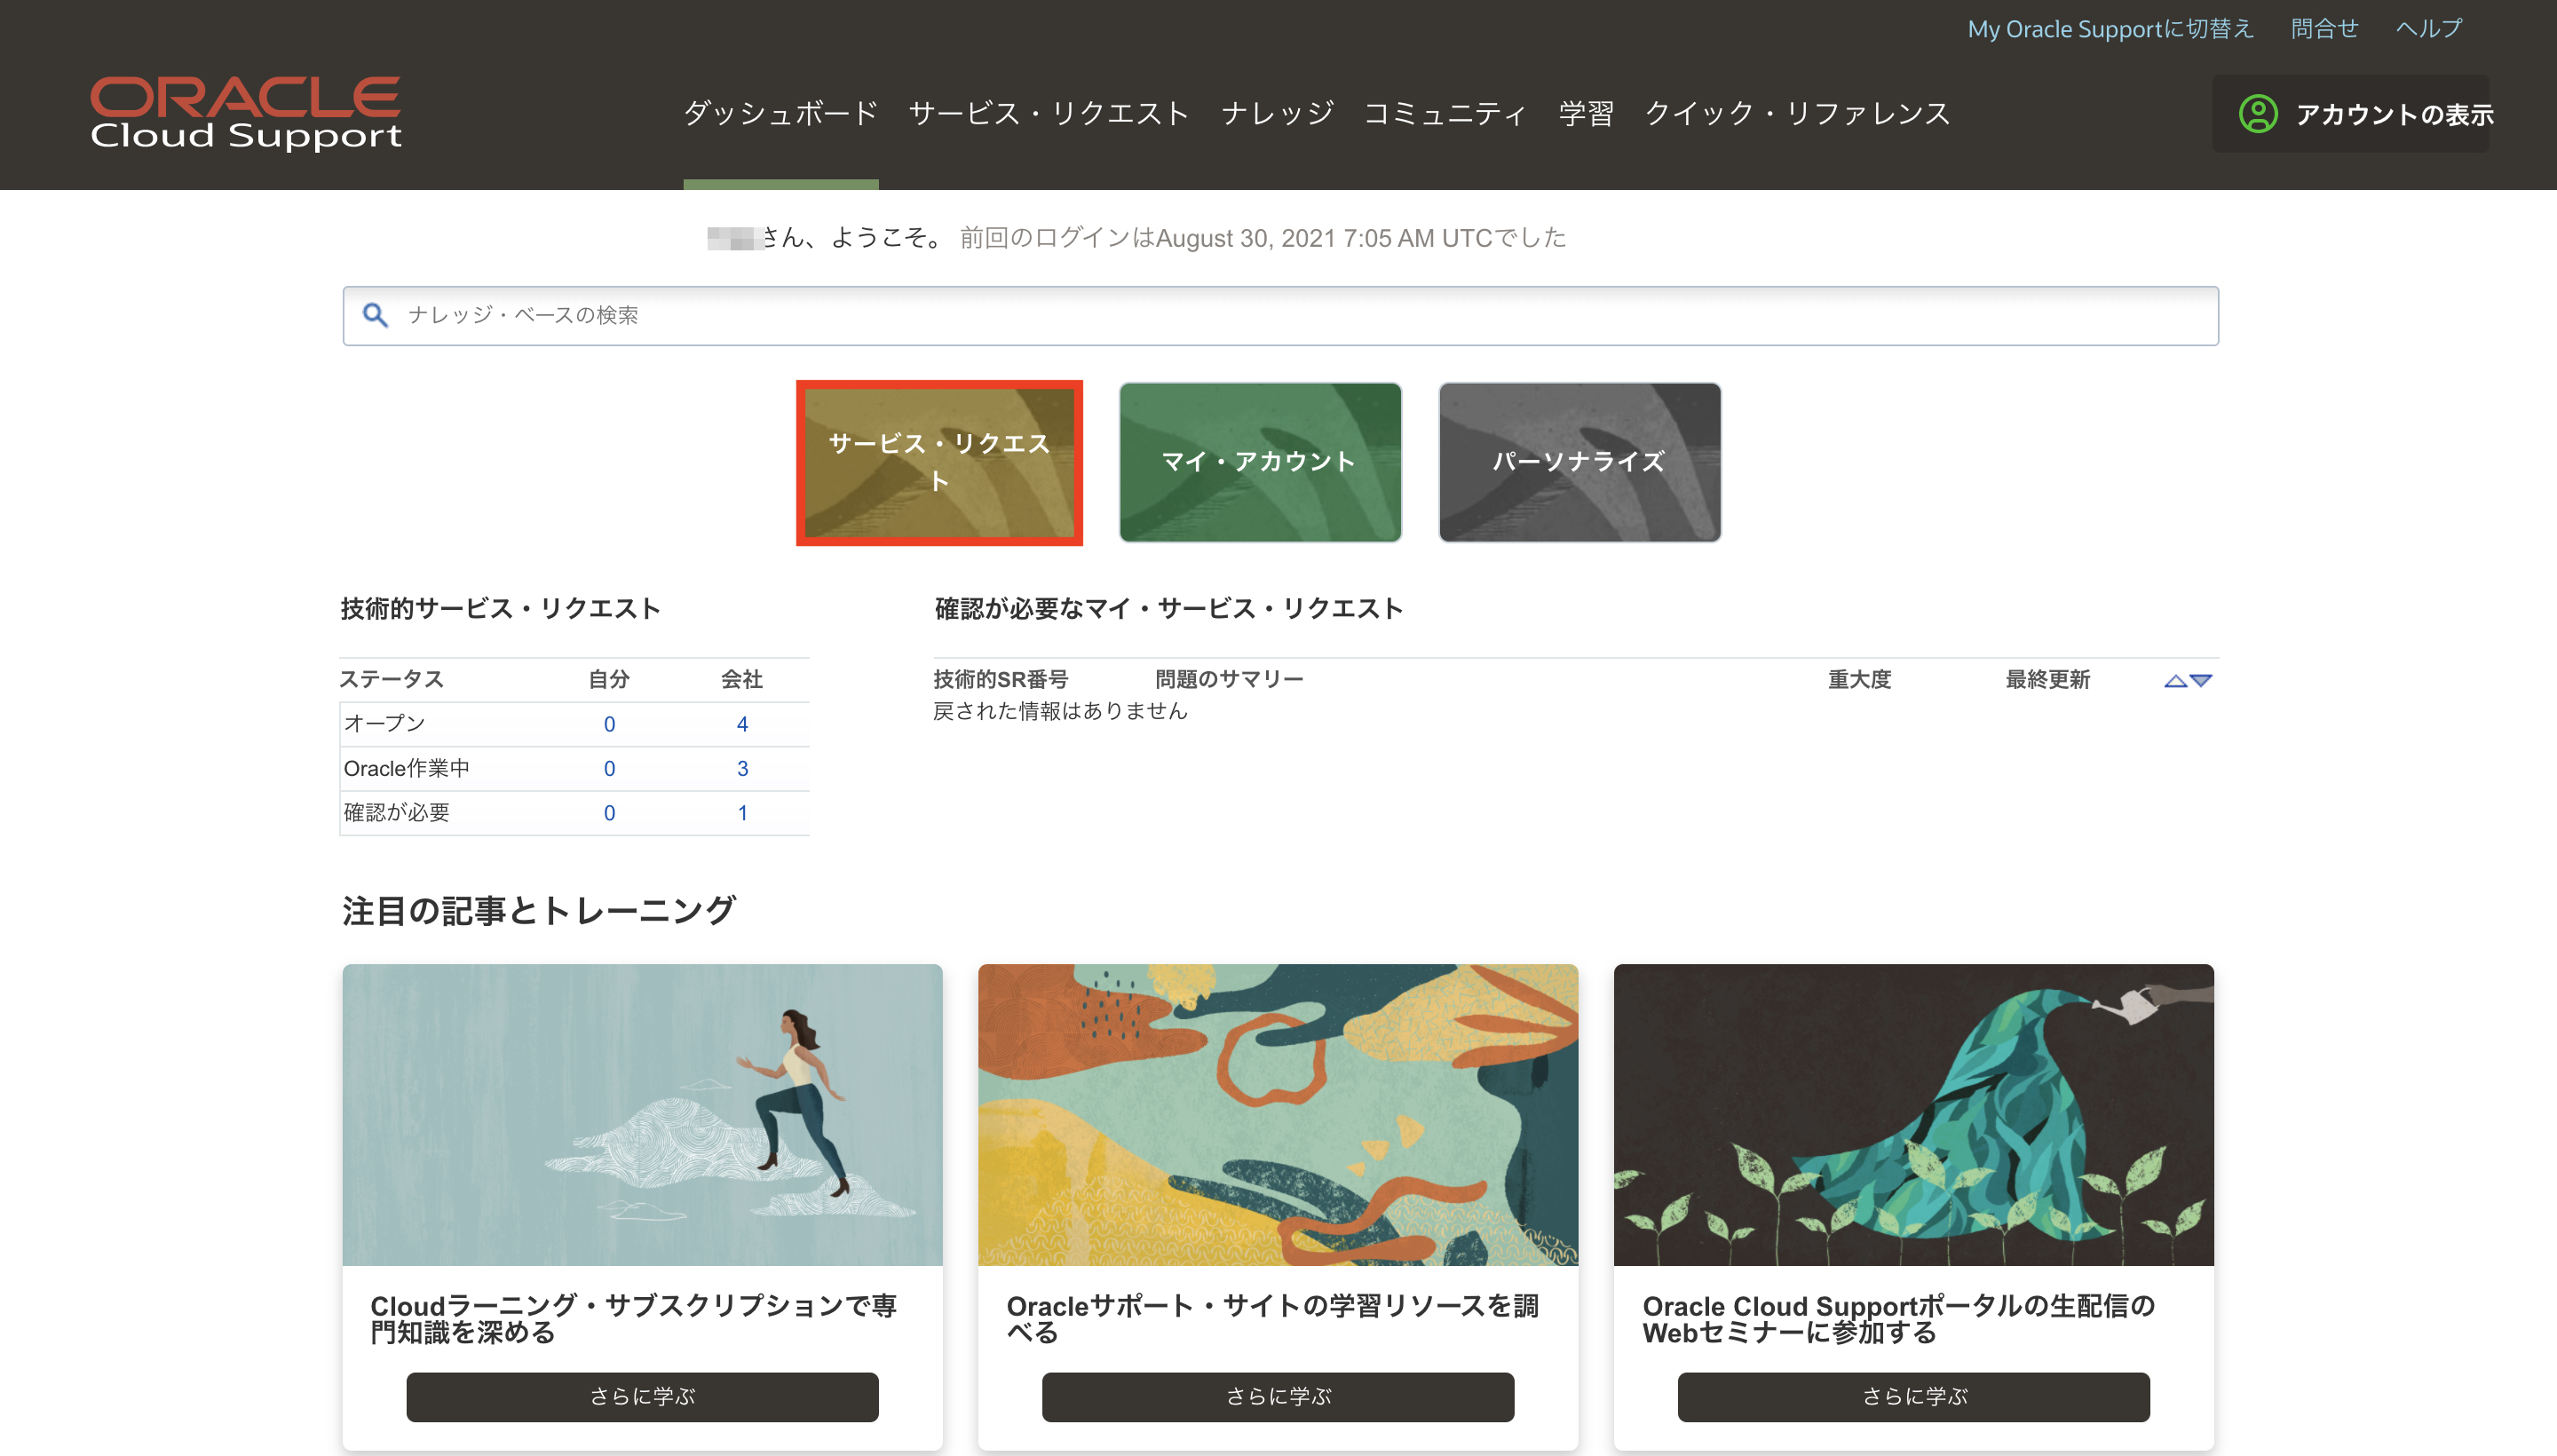 My Oracle Supportに切替え 問合せ ヘルプ
ORACLE
Cloud Support
ダッシュボード サービス・リクエスト ナレッジ コミュニティ 学習 クイック・リファレンス
アカウントの表示
さん、ようこそ。 前回のログインはAugust 30, 2021 7:05 AM UTCでした
ナレッジ・ベースの検索
サービス・リクエス
ト
マイ・アカウント
パーソナライズ
技術的サービス・リクエスト
ステータス 自分 会社
オープン 0 4
Oracle作業中 0 3
確認が必要 0 1
確認が必要なマイ・サービス・リクエスト
技術的SR番号 問題のサマリー 重大度 最終更新
戻された情報はありません
注目の記事とトレーニング
Cloudラーニング・サブスクリプションで専
門知識を深める
さらに学ぶ
Oracleサポート・サイトの学習リソースを調
べる
さらに学ぶ
Oracle Cloud Supportポータルの生配信の
Webセミナーに参加する
さらに学ぶ